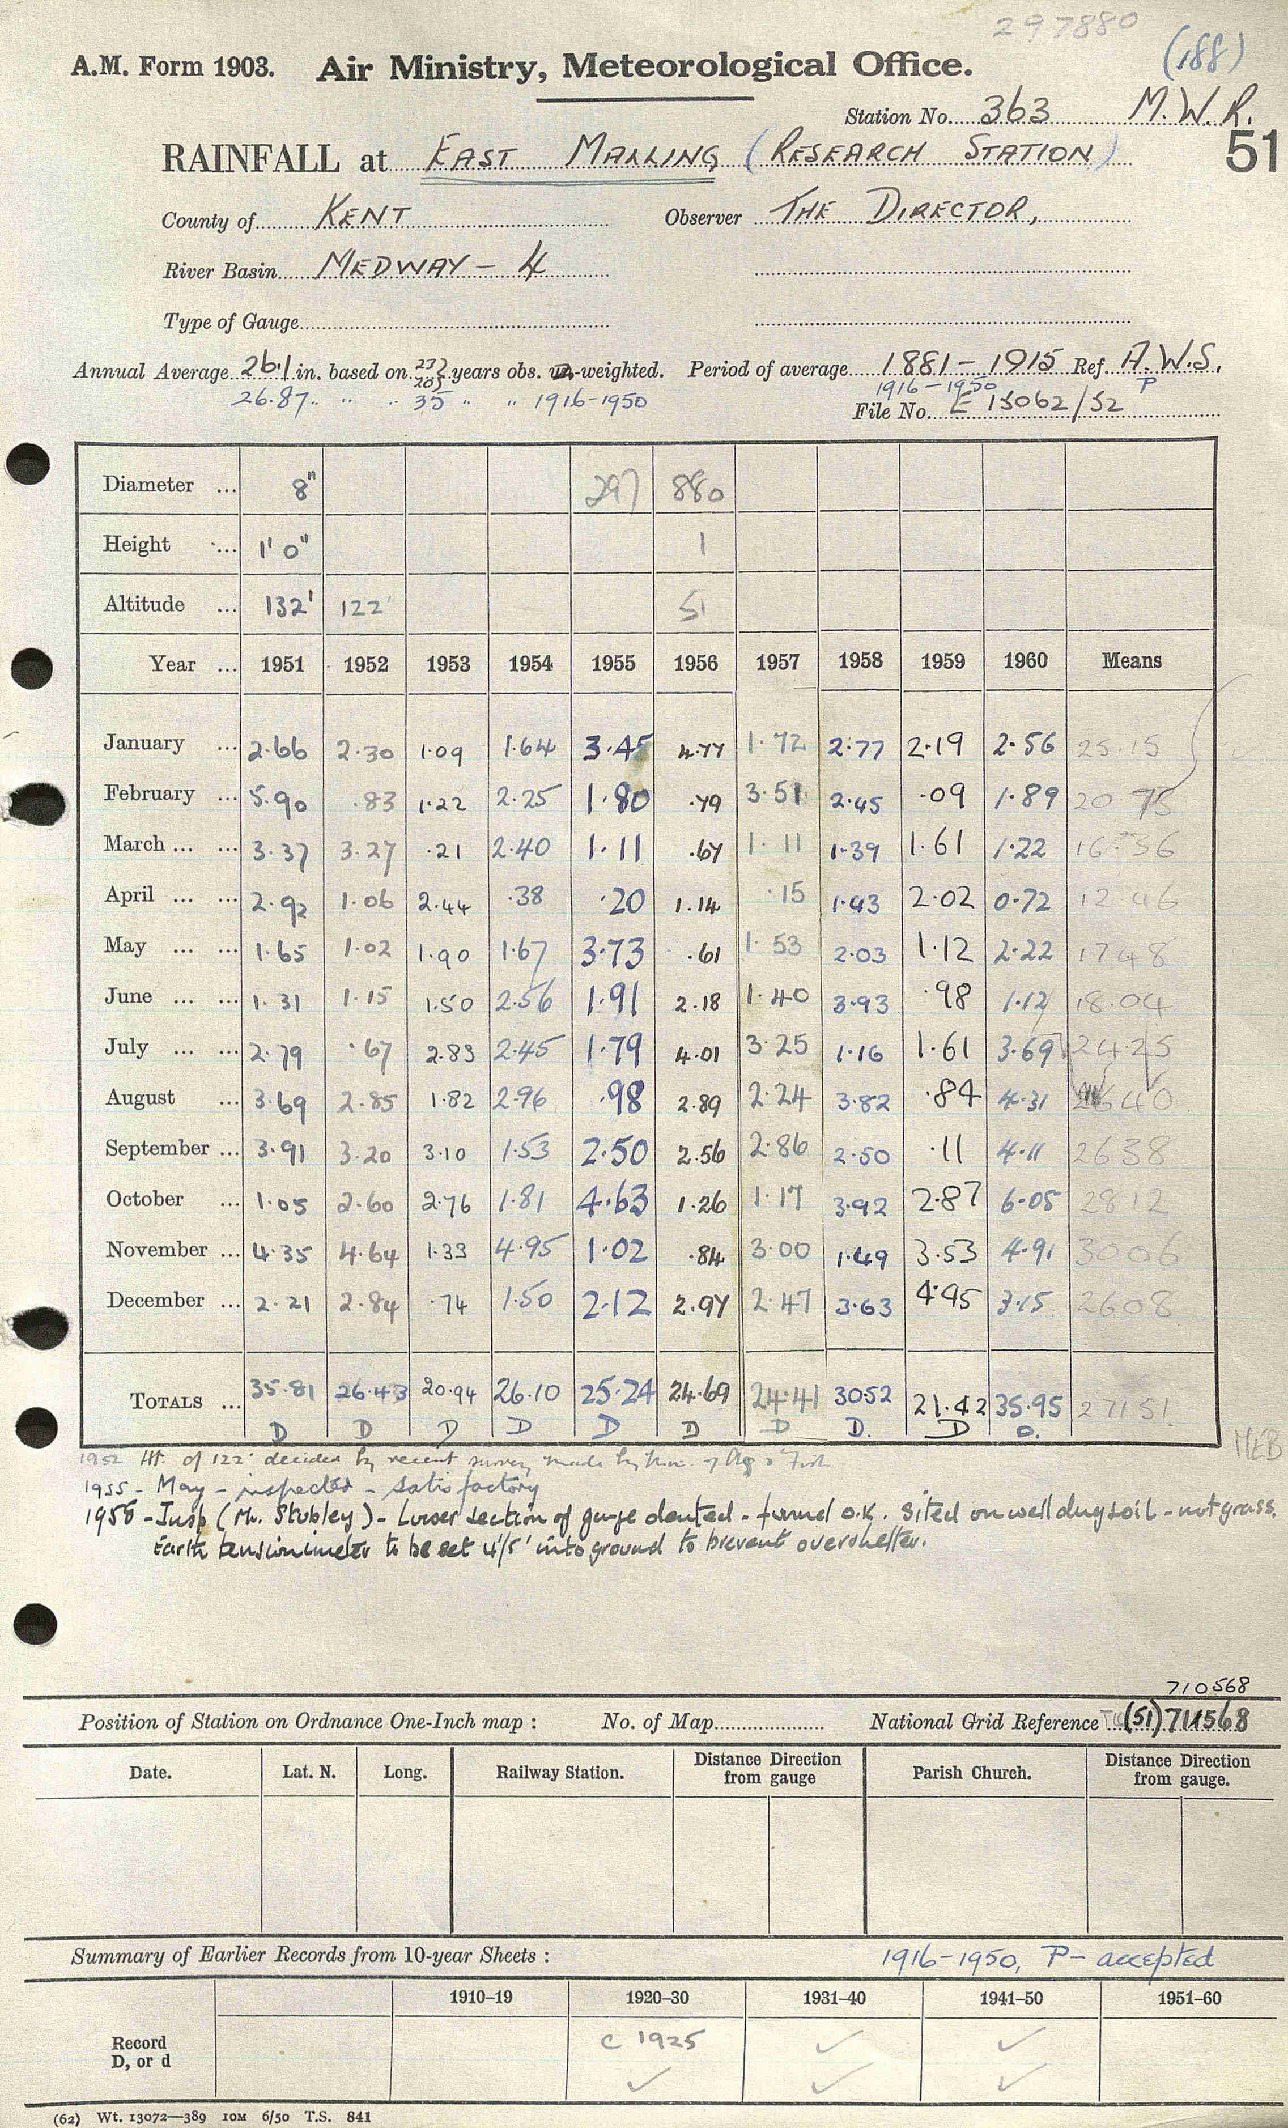 297880
(188)
A.M. Form 1903. Air Ministry, Meteorological Office.
Station No. 363 M.W.R.
51
RAINFALL at EAST MALLING (RESEARCH STATION)
County of KENT Observer THE DIRECTOR,
River Basin MEDWAY - 4
Type of Gauge
Annual Average 26.1 in. based on years obs. -weighted. Period of average 1881-1915 Ref. A.W.S.
26.87 " " " 35 " " 1916-1950 1916-1950 P
File No. E 15062/52
Diameter ... 8" 297 880
Height ... 1' 0" 1
Altitude ... 132' 122' 51
Year ... 1951 1952 1953 1954 1955 1956 1957 1958 1959 1960 Means
January ... 2.66 2.30 1.09 1.64 3.45 4.77 1.72 2.77 2.19 2.56 25.15
February ... 5.90 .83 1.22 2.25 1.80 .79 3.51 2.45 .09 1.89 20 75
March ... ... 3.37 3.27 .21 2.40 1.11 .67 1.11 1.39 1.61 1.22 16.36
April ... ... 2.92 1.06 2.44 .38 .20 1.14 .15 1.43 2.02 0.72 12 46
May ... ... 1.65 1.02 1.90 1.67 3.73 .61 1.53 2.03 1.12 2.22 17 48
June ... ... 1.31 1.15 1.50 2.56 1.91 2.18 1.40 3.93 .98 1.12 18 04
July ... ... 2.79 .67 2.83 2.45 1.79 4.01 3.25 1.16 1.61 3.69 24 25
August ... 3.69 2.85 1.82 2.96 .98 2.89 2.24 3.82 .84 4.31 26 40
September ... 3.91 3.20 3.10 1.53 2.50 2.56 2.86 2.50 .11 4.11 26 38
October ... 1.05 2.60 2.76 1.81 4.63 1.26 1.17 3.92 2.87 6.05 28 12
November ... 4.35 4.64 1.33 4.95 1.02 .84 3.00 1.49 3.53 4.91 30 06
December ... 2.21 2.84 .74 1.50 2.12 2.97 2.47 3.63 4.95 3.15 26 08
TOTALS ... 35.81 26.43 20.94 26.10 25.24 24.69 24.41 30.52 21.42 35.95 271 51
D D D D D D D D. D D.
MEB
1952 Ht. of 122' decided by recent survey made by Min. of Ag & Fish
1955 - May - inspected - satisfactory
1956 - Insp (Mr. Stubley) - Lower section of gauge dented - funnel o.k. Sited on well dug soil - not grass.
Earth tensionimeter to be set 4/5' into ground to prevent overshelter.
710568
Position of Station on Ordnance One-Inch map : No. of Map National Grid Reference (51) 711568
Date. Lat. N. Long. Railway Station. Distance Direction from gauge Parish Church. Distance Direction from gauge.
Summary of Earlier Records from 10-year Sheets : 1916-1950, P - accepted
1910–19 1920–30 1931–40 1941–50 1951–60
Record c 1925 ✓ ✓
D, or d ✓ ✓ ✓
(62) Wt. 13072—389 10M 6/50 T.S. 841